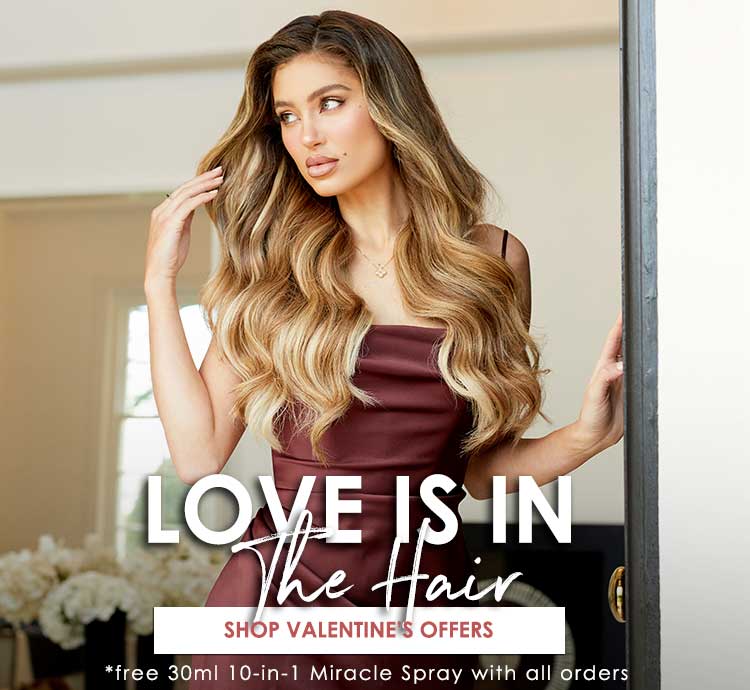 LOVE IS IN
The Hair
SHOP VALENTINE'S OFFERS
*free 30ml 10-in-1 Miracle Spray with all orders